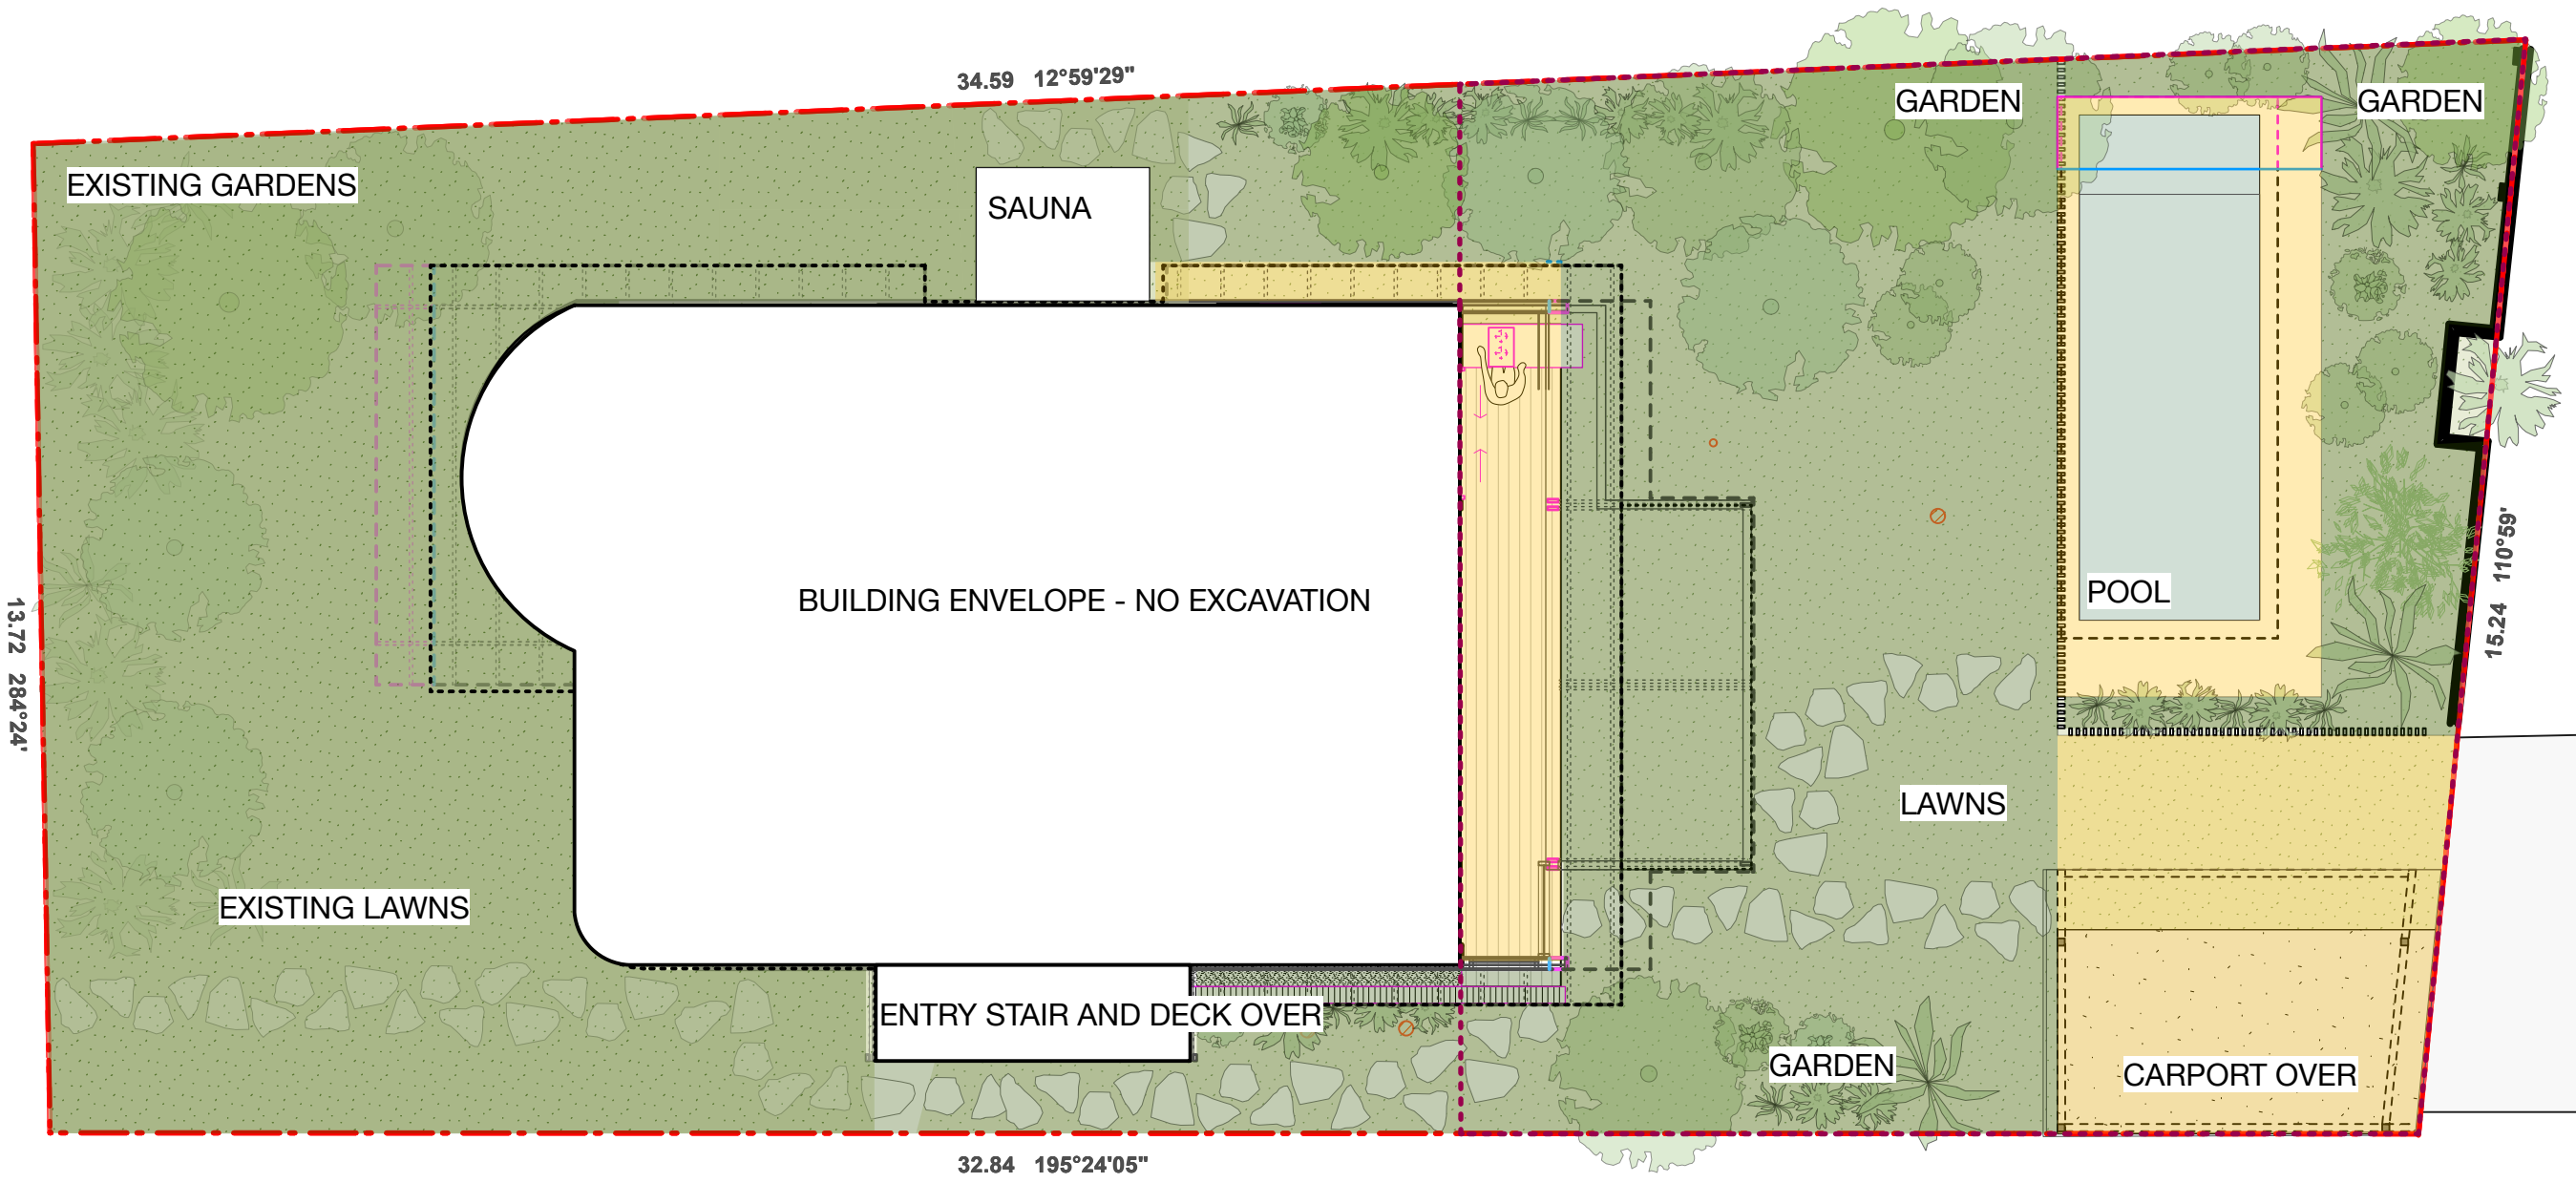 34.59 12°59'29"
GARDEN
GARDEN
EXISTING GARDENS
SAUNA
BUILDING ENVELOPE - NO EXCAVATION
POOL
15.24 110°59'
13.72 284°24'
LAWNS
EXISTING LAWNS
ENTRY STAIR AND DECK OVER
GARDEN
CARPORT OVER
32.84 195°24'05"